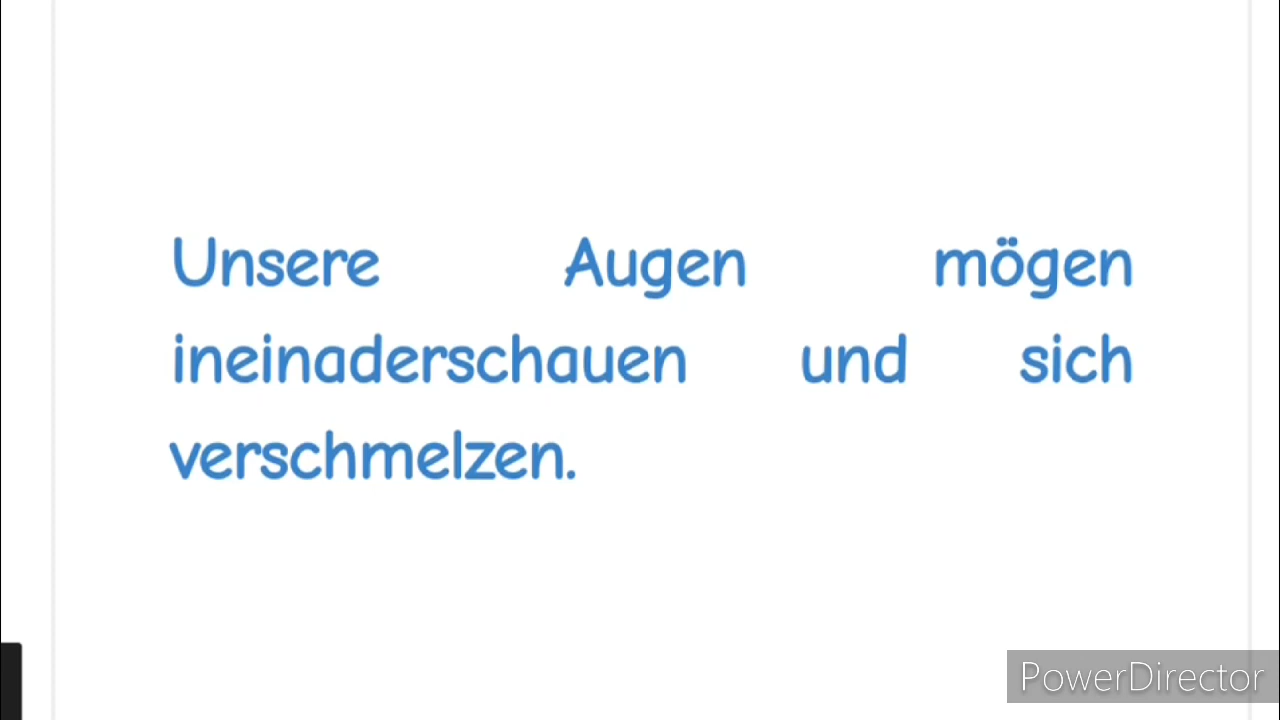 Unsere Augen mögen
ineinaderschauen und sich
verschmelzen.
PowerDirector